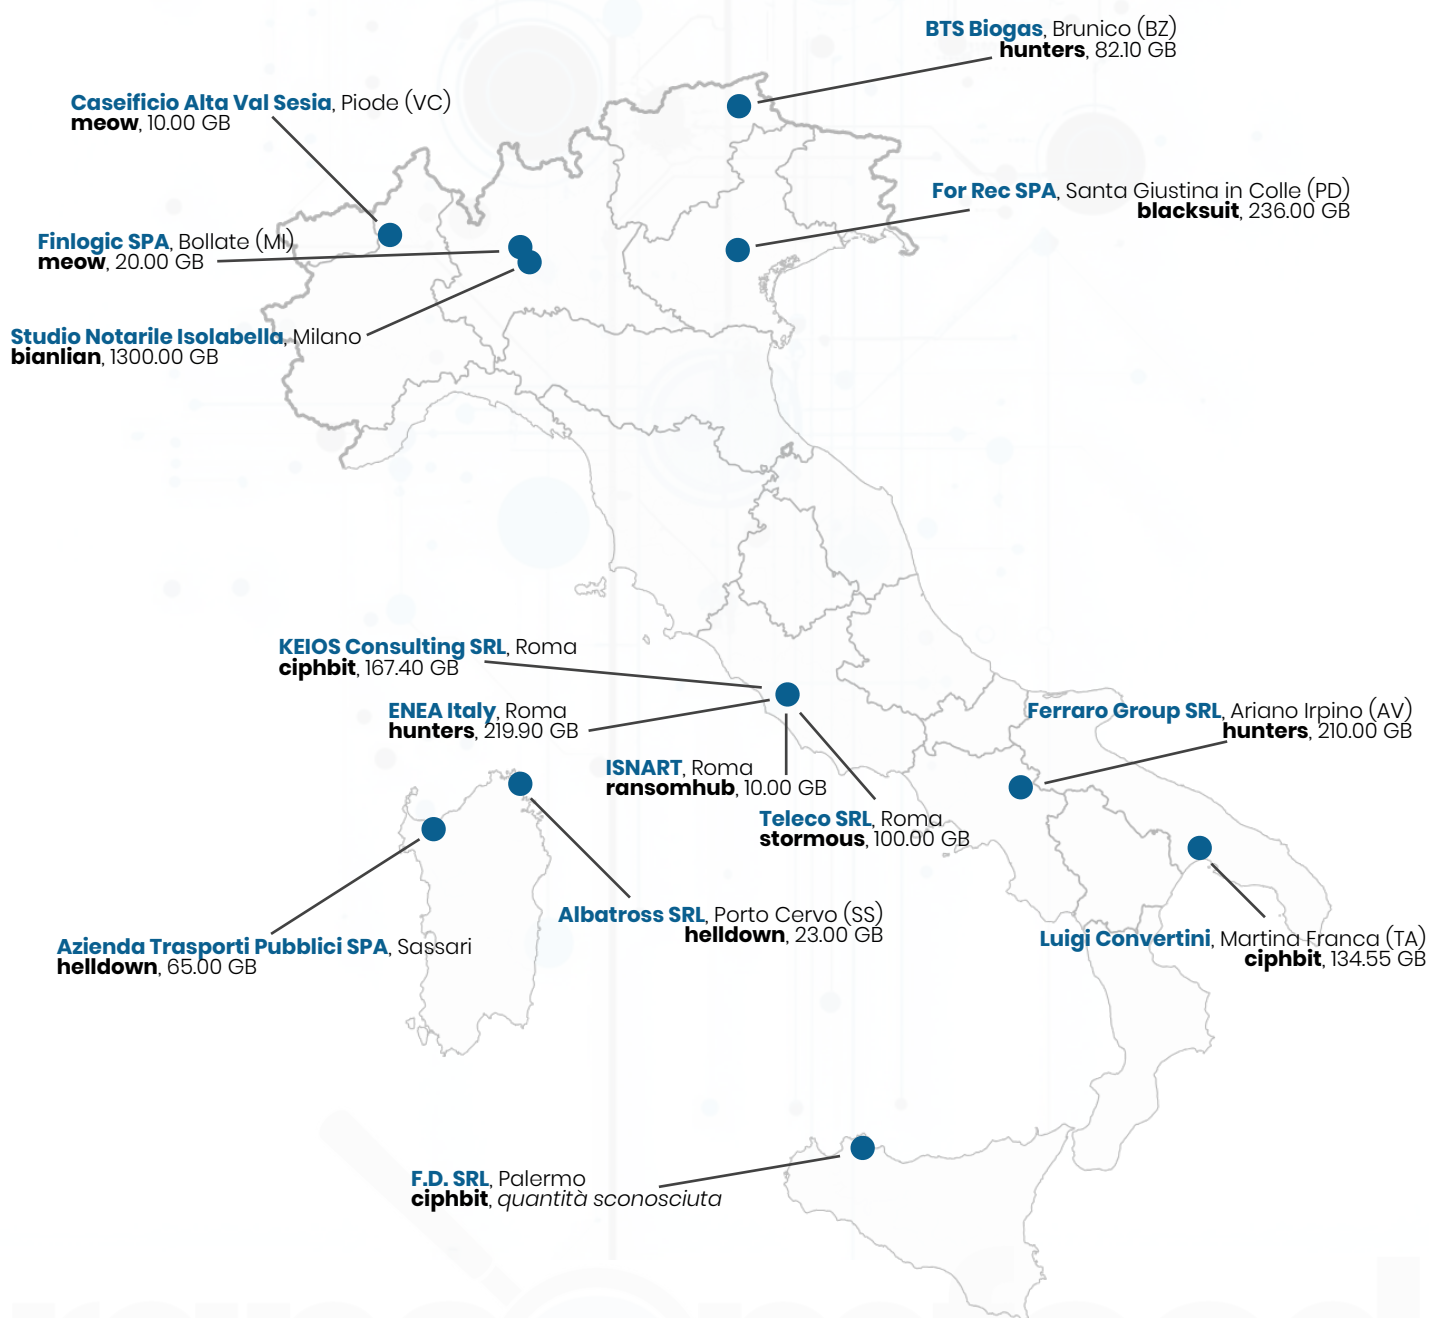 BTS Biogas, Brunico (BZ)
hunters, 82.10 GB
Caseificio Alta Val Sesia, Piode (VC)
meow, 10.00 GB
For Rec SPA, Santa Giustina in Colle (PD)
blacksuit, 236.00 GB
Finlogic SPA, Bollate (MI)
meow, 20.00 GB
Studio Notarile Isolabella, Milano
bianlian, 1300.00 GB
KEIOS Consulting SRL, Roma
ciphbit, 167.40 GB
ENEA Italy, Roma
hunters, 219.90 GB
Ferraro Group SRL, Ariano Irpino (AV)
hunters, 210.00 GB
ISNART, Roma
ransomhub, 10.00 GB
Teleco SRL, Roma
stormous, 100.00 GB
Albatross SRL, Porto Cervo (SS)
helldown, 23.00 GB
Azienda Trasporti Pubblici SPA, Sassari
helldown, 65.00 GB
Luigi Convertini, Martina Franca (TA)
ciphbit, 134.55 GB
F.D. SRL, Palermo
ciphbit, quantità sconosciuta